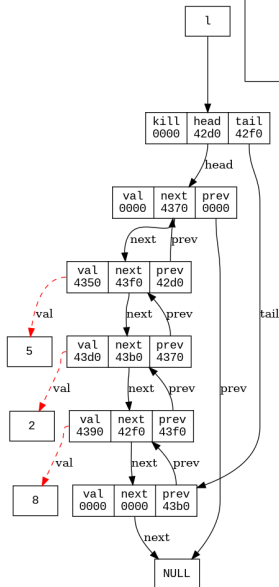 l
kill head tail
0000 42d0 42f0
head
val next prev
0000 4370 0000
next prev
val next prev
4350 43f0 42d0
val next prev tail
5
val next prev
43d0 43b0 4370
val next prev prev
2
val next prev
4390 42f0 43f0
val next prev
8
val next prev
0000 0000 43b0
next
NULL